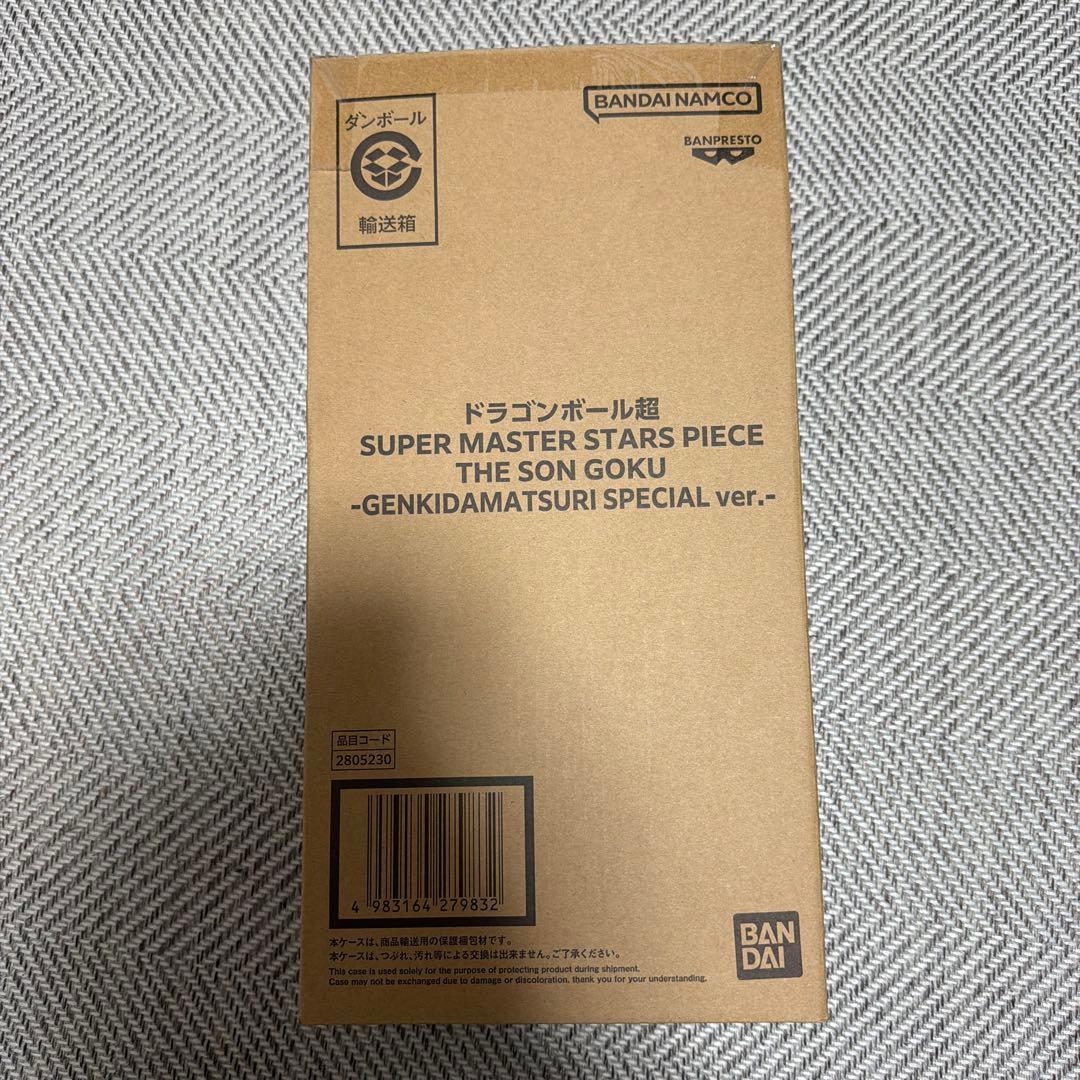 ダンボール
輸送箱
BANDAI NAMCO
BANPRESTO
ドラゴンボール超
SUPER MASTER STARS PIECE
THE SON GOKU
-GENKIDAMATSURI SPECIAL ver.-
品目コード
2805230
4 983164 279832
本ケースは、商品輸送用の保護梱包材です。
本ケースは、つぶれ、汚れ等による交換は出来ません。ご了承ください。
This case is used solely for the purpose of protecting product during shipment.
Case may not be exchanged due to damage or discoloration. thank you for your understanding.
BAN
DAI